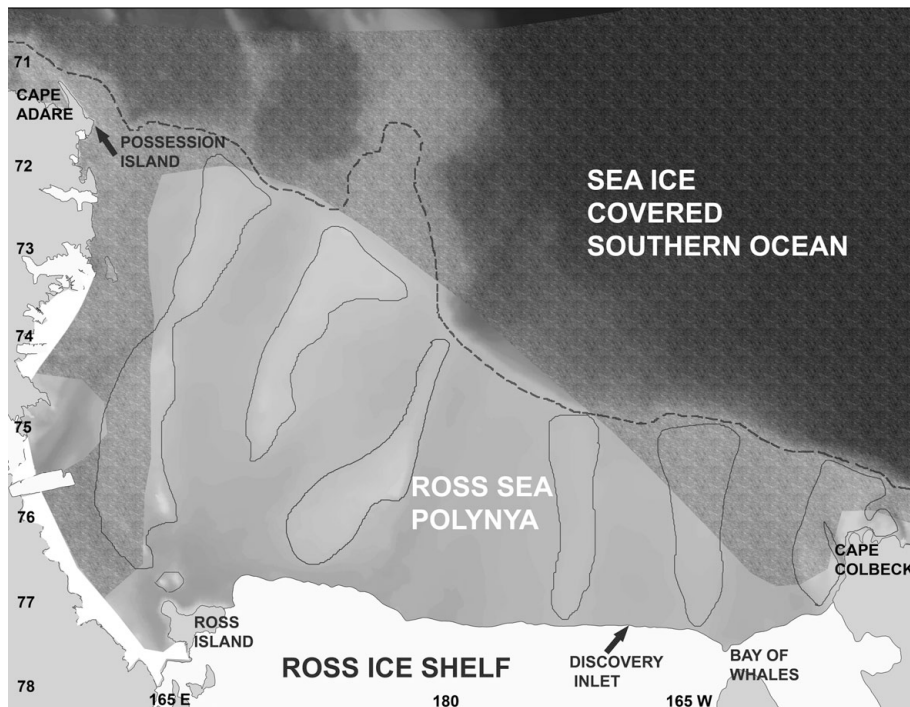 71
CAPE
ADARE
POSSESSION
ISLAND
72
SEA ICE
COVERED
SOUTHERN OCEAN
73
74
75
ROSS SEA
POLYNYA
76
CAPE
COLBECK
77
ROSS
ISLAND
ROSS ICE SHELF
DISCOVERY
INLET
BAY OF
WHALES
78
165 E
180
165 W